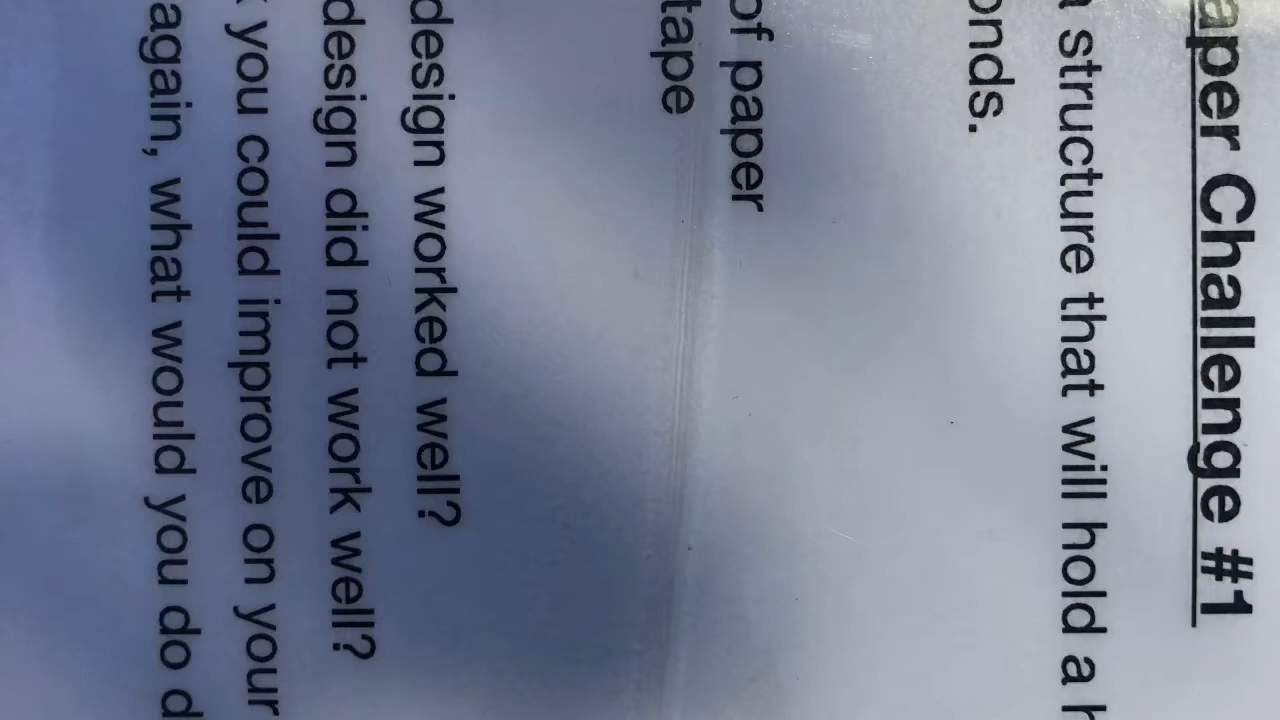 aper Challenge #1
structure that will hold a
onds.
of paper
tape
design worked well?
design did not work well?
you could improve on your
again, what would you do d